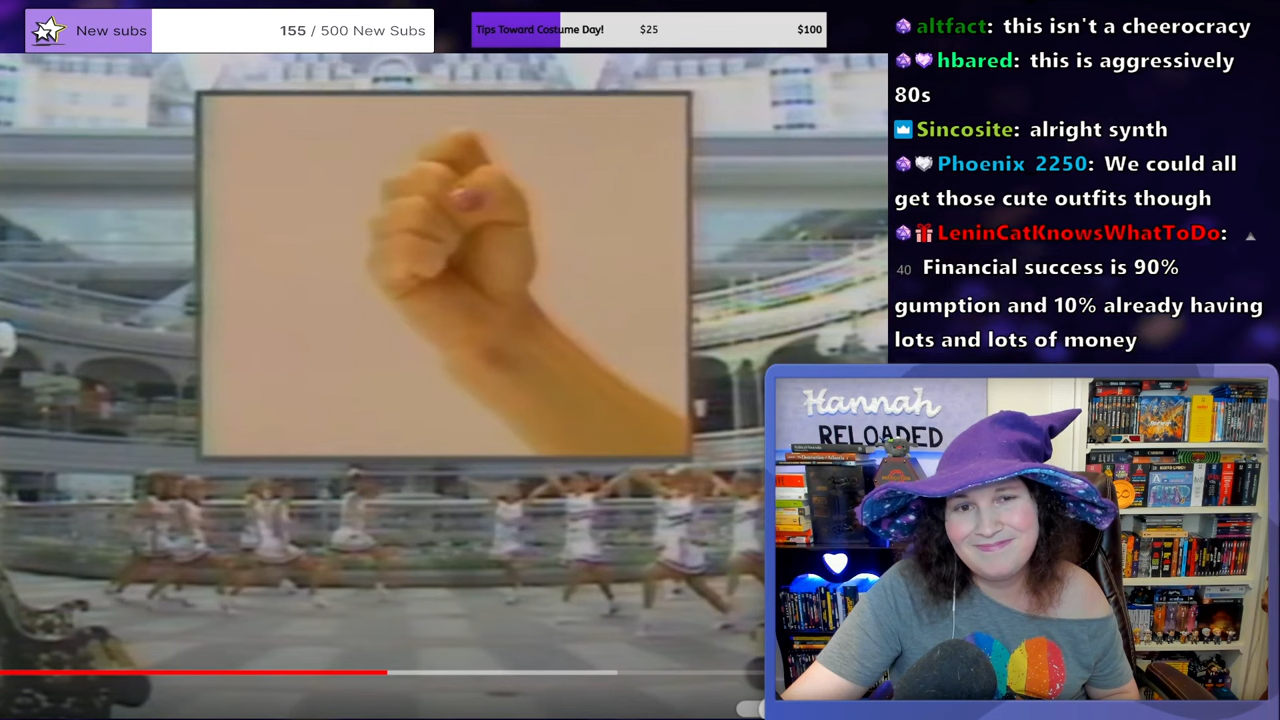 New subs
155 / 500 New Subs
Tips Toward Costume Day!
$25
$100
altfact: this isn't a cheerocracy
hbared: this is aggressively
80s
Sincosite: alright synth
Phoenix_2250: We could all
get those cute outfits though
LeninCatKnowsWhatToDo:
40 Financial success is 90%
gumption and 10% already having
lots and lots of money
Hannah
RELOADED